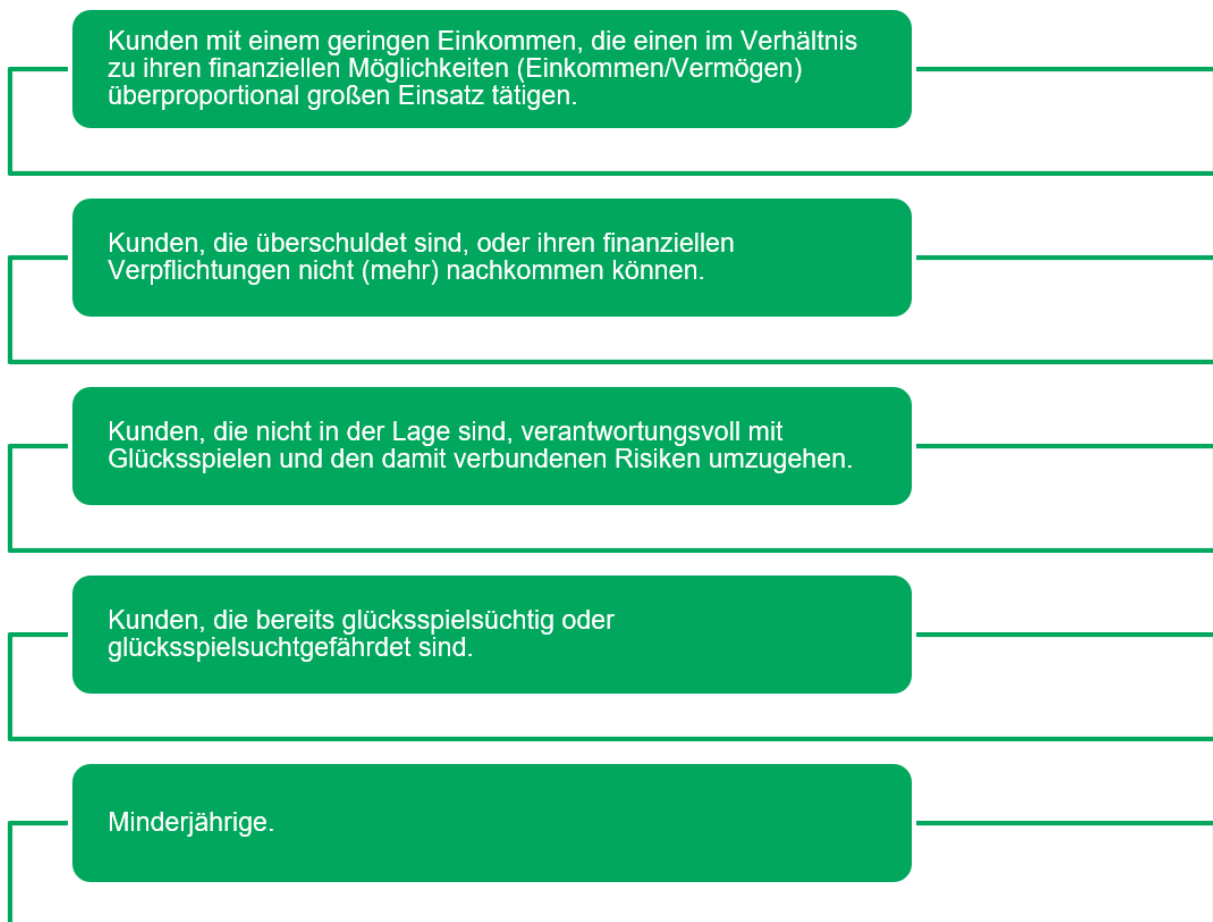 Kunden mit einem geringen Einkommen, die einen im Verhältnis
zu ihren finanziellen Möglichkeiten (Einkommen/Vermögen)
überproportional großen Einsatz tätigen.
Kunden, die überschuldet sind, oder ihren finanziellen
Verpflichtungen nicht (mehr) nachkommen können.
Kunden, die nicht in der Lage sind, verantwortungsvoll mit
Glücksspielen und den damit verbundenen Risiken umzugehen.
Kunden, die bereits glücksspielsüchtig oder
glücksspielsuchtgefährdet sind.
Minderjährige.